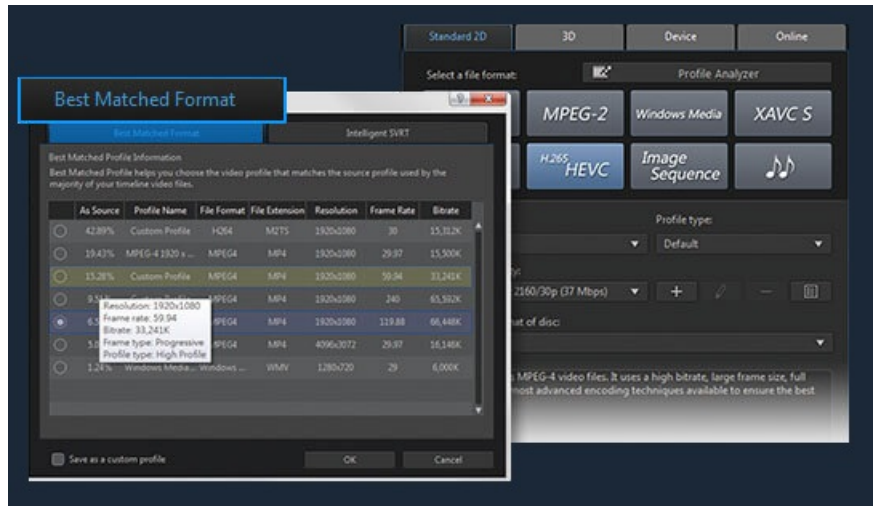 Standard 2D
3D
Device
Online
Select a file format:
Profile Analyzer
MPEG-2
Windows Media
XAVC S
H.265
HEVC
Image
Sequence
Profile type:
Default
2160/30p (37 Mbps)
at of disc:
MPEG-4 video files. It uses a high bitrate, large frame size, full
most advanced encoding techniques available to ensure the best
Best Matched Format
Best Matched Format
Intelligent SVRT
Best Matched Profile Information
Best Matched Profile helps you choose the video profile that matches the source profile used by the
majority of your timeline video files.
As Source Profile Name File Format File Extension Resolution Frame Rate Bitrate
42.89% Custom Profile H264 M2TS 1920x1080 30 15,312K
19.43% MPEG-4 1920 x ... MPEG4 MP4 1920x1080 29.97 15,500K
15.28% Custom Profile MPEG4 MP4 1920x1080 59.94 33,241K
MPEG4 MP4 1920x1080 240 65,592K
MPEG4 MP4 1920x1080 119.88 66,448K
MPEG4 MP4 4096x3072 29.97 16,146K
1.24% Windows Media... Windows ... WMV 1280x720 29 6,000K
Resolution: 1920x1080
Frame rate: 59.94
Bitrate: 33,241K
Frame type: Progressive
Profile type: High Profile
Save as a custom profile
OK
Cancel